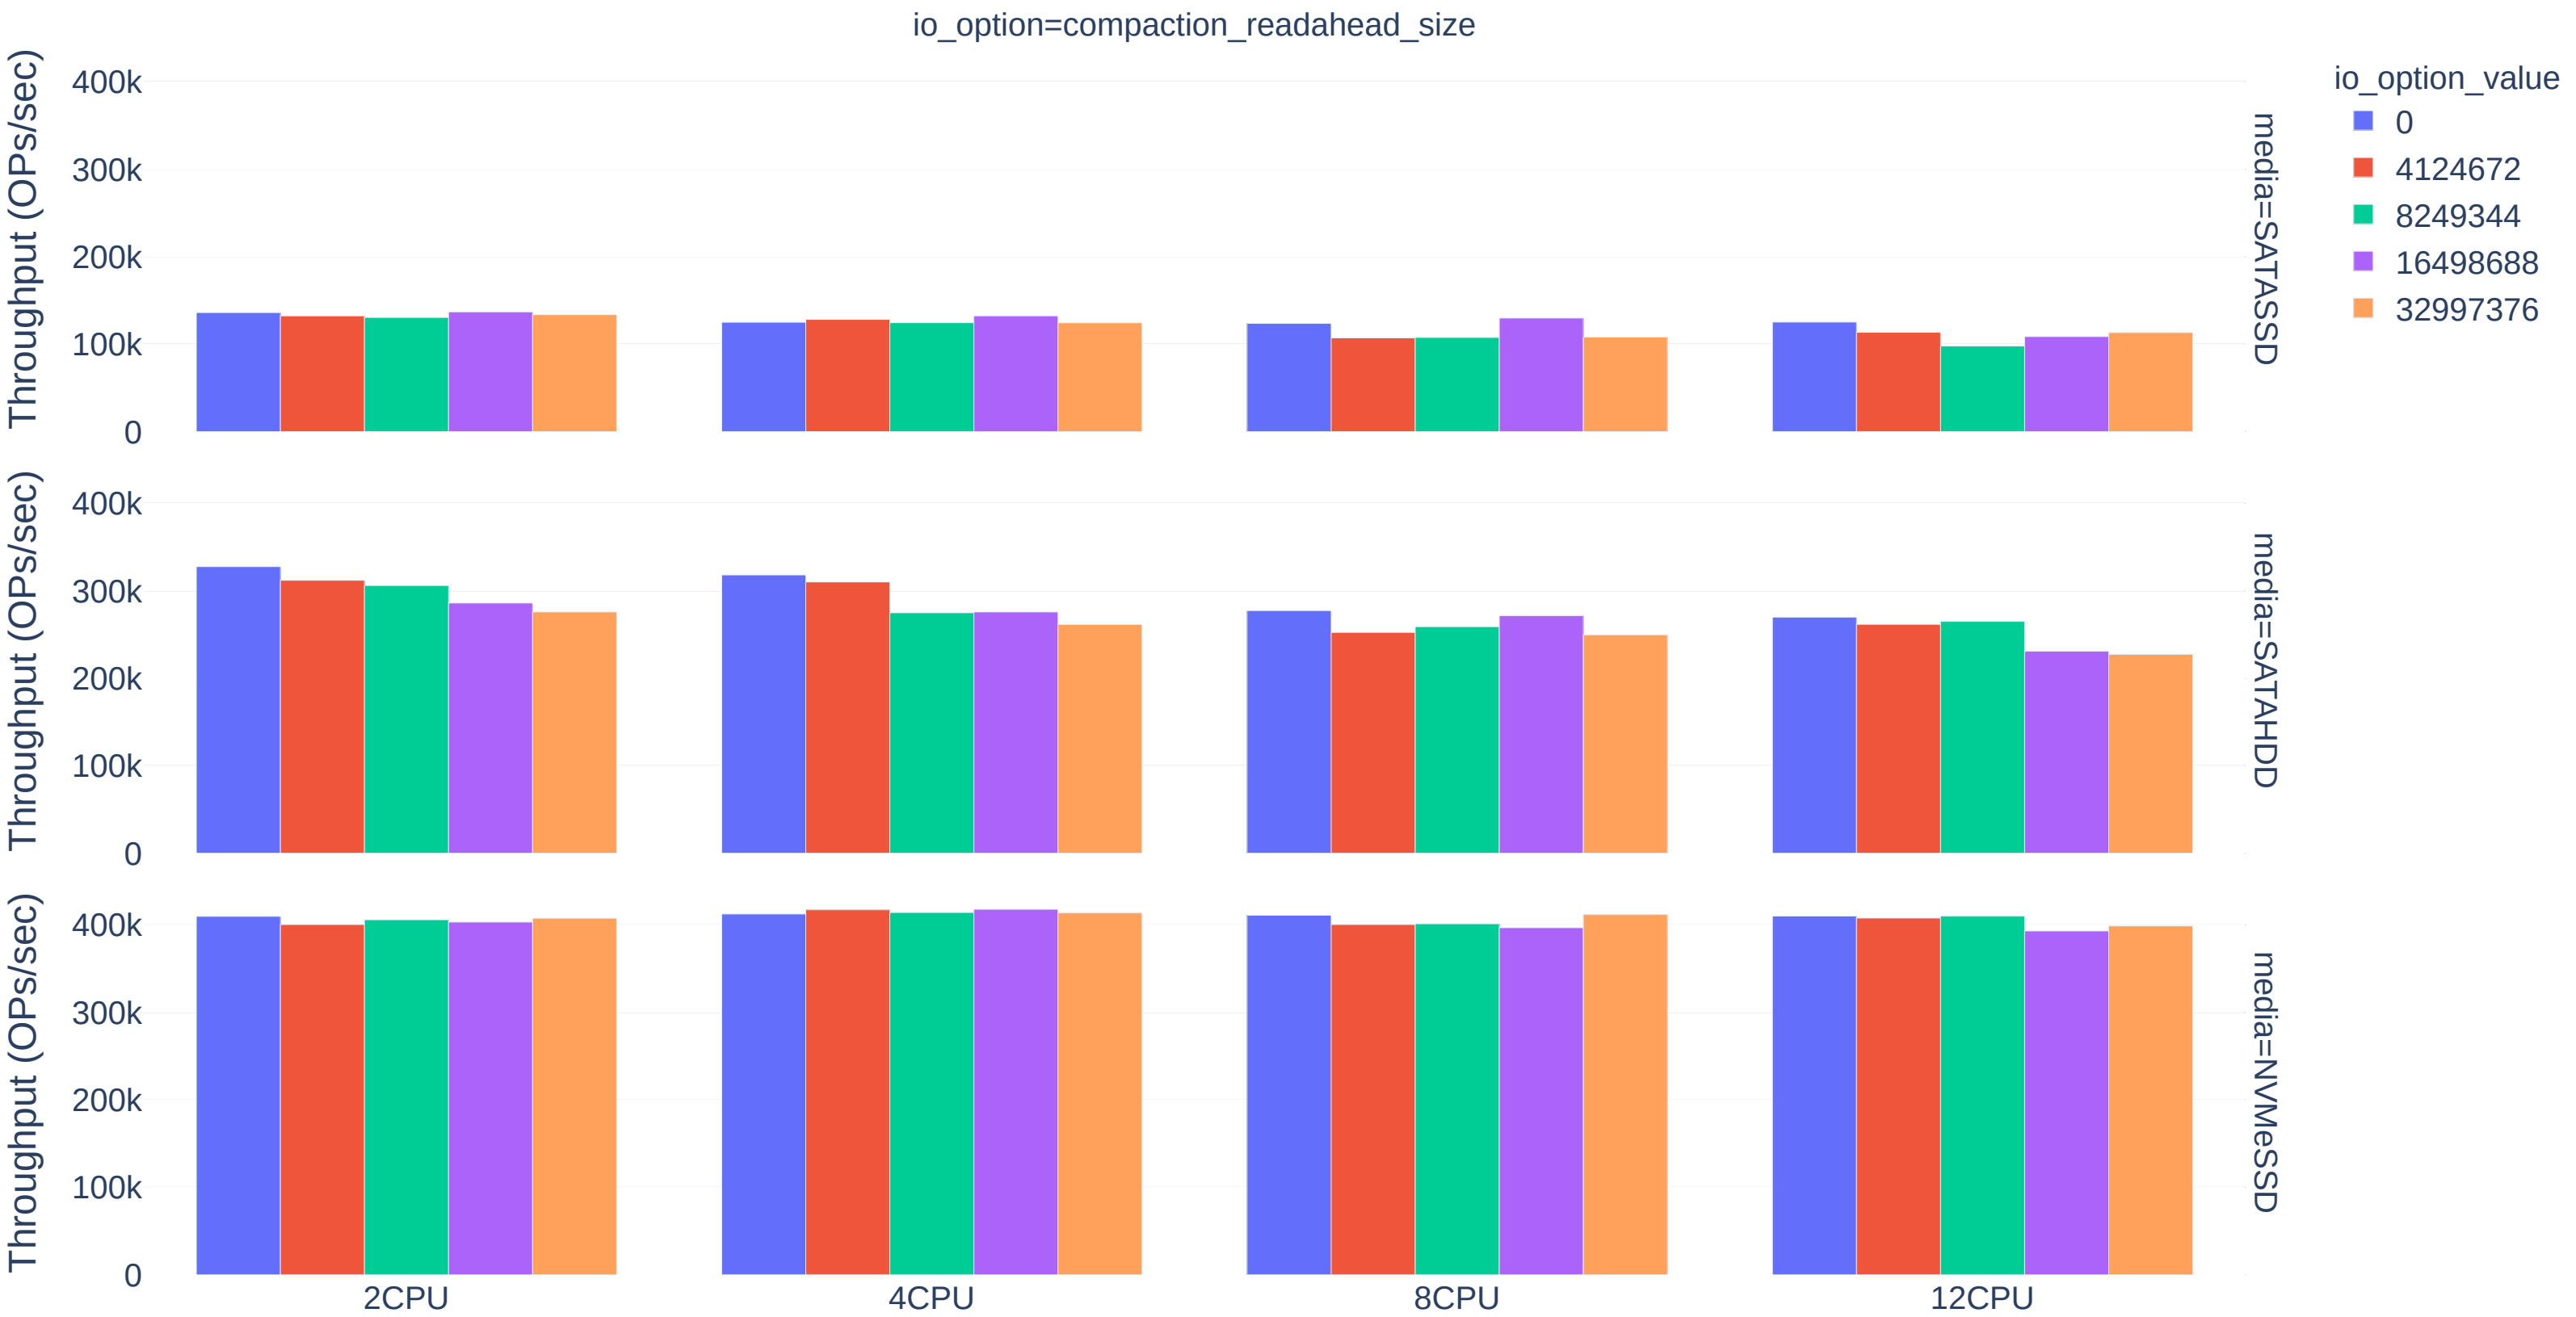 io_option=compaction_readahead_size
Throughput (OPs/sec)
400k
300k
200k
100k
0
media=SATASSD
io_option_value
0
4124672
8249344
16498688
32997376
Throughput (OPs/sec)
400k
300k
200k
100k
0
media=SATAHDD
Throughput (OPs/sec)
400k
300k
200k
100k
0
media=NVMeSSD
2CPU
4CPU
8CPU
12CPU